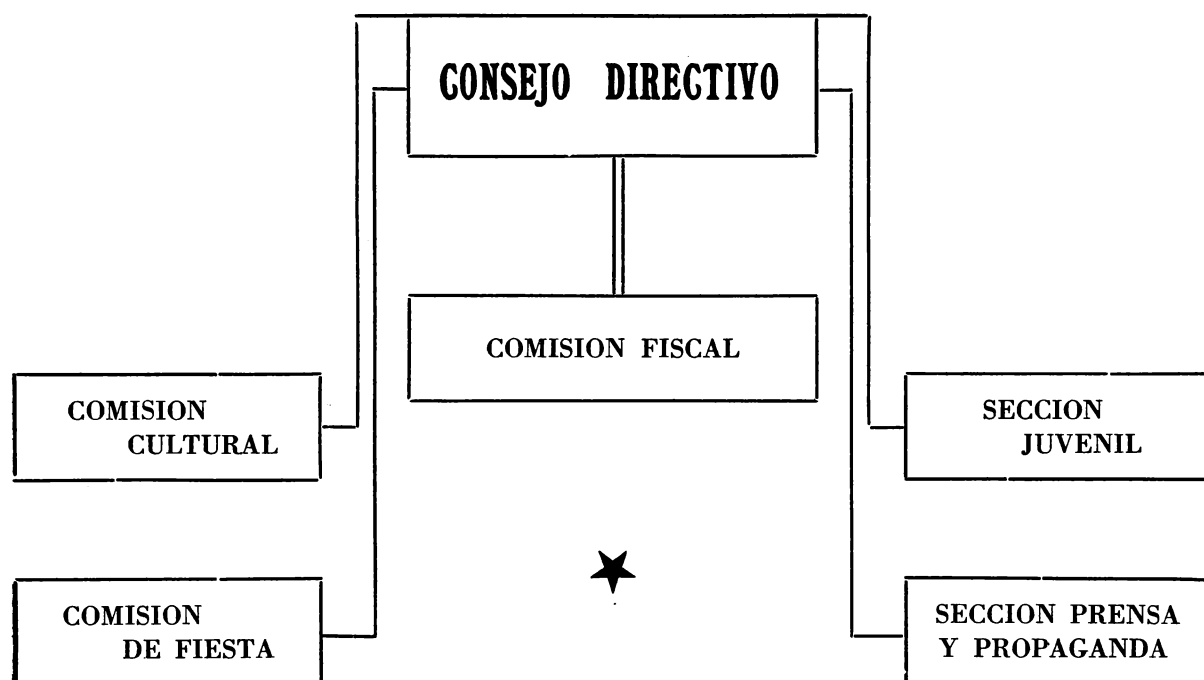 CONSEJO DIRECTIVO
COMISION FISCAL
COMISION
CULTURAL
SECCION
JUVENIL
COMISION
DE FIESTA
SECCION PRENSA
Y PROPAGANDA